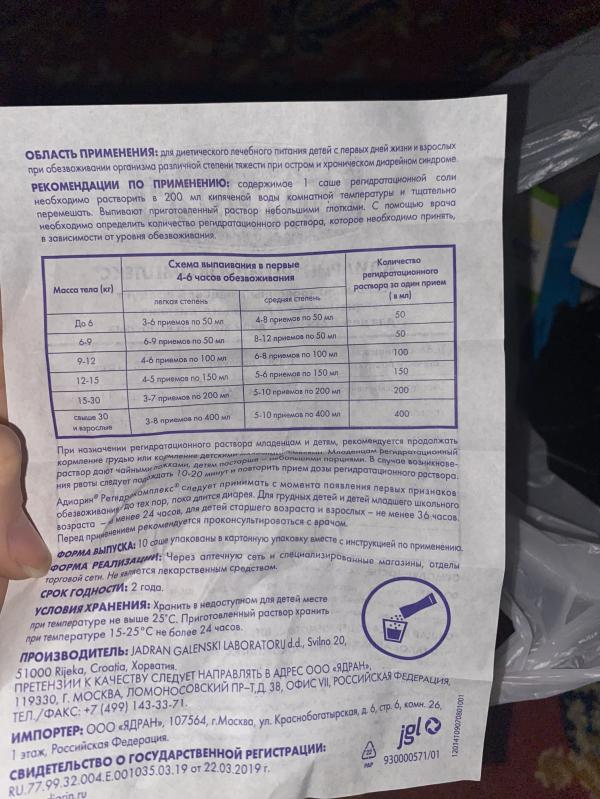 ОБЛАСТЬ ПРИМЕНЕНИЯ: для диетического лечебного питания детей с первых дней жизни и взрослых
при обезвоживании организма различной степени тяжести при остром и хроническом диарейном синдроме.
РЕКОМЕНДАЦИИ ПО ПРИМЕНЕНИЮ: содержимое 1 саше регидратационной соли
необходимо растворить в 200 мл кипяченой воды комнатной температуры и тщательно
перемешать. Выпивают приготовленный раствор небольшими глотками. С помощью врача
необходимо определить количество регидратационного раствора, которое необходимо принять,
в зависимости от уровня обезвоживания.
Масса тела (кг) Схема выпаивания в первые 4-6 часов обезвоживания Количество регидратационного раствора за один прием ( в мл)
легкая степень средняя степень
До 6 3-6 приемов по 50 мл 4-8 приемов по 50 мл 50
6-9 6-9 приемов по 50 мл 8-12 приемов по 50 мл 50
9-12 4-6 приемов по 100 мл 6-8 приемов по 100 мл 100
12-15 4-5 приемов по 150 мл 5-6 приемов по 150 мл 150
15-30 3-7 приемов по 200 мл 5-10 приемов по 200 мл 200
свыше 30 и взрослые 3-8 приемов по 400 мл 5-10 приемов по 400 мл 400
При назначении регидратационного раствора младенцам и детям, рекомендуется продолжать
кормление грудью или кормление детскими Младенцам регидратационный
раствор дают чайными ложками, детям постарше – небольшими порциями. В случае возникнове-
ния рвоты следует подождать 10-20 минут и повторить прием дозы регидратационного раствора.
Адиарин® Регидрокомплекс® следует принимать с момента появления первых признаков
обезвоживания до тех пор, пока длится диарея. Для грудных детей и детей младшего школьного
возраста – не менее 24 часов, для детей старшего возраста и взрослых – не менее 36 часов.
Перед применением рекомендуется проконсультироваться с врачом.
ФОРМА ВЫПУСКА: 10 саше упакованы в картонную упаковку вместе с инструкцией по применению.
ФОРМА РЕАЛИЗАЦИИ: Через аптечную сеть и специализированные магазины, отделы
торговой сети. Не является лекарственным средством.
СРОК ГОДНОСТИ: 2 года.
УСЛОВИЯ ХРАНЕНИЯ: Хранить в недоступном для детей месте
при температуре не выше 25°С. Приготовленный раствор хранить
при температуре 15-25°С не более 24 часов.
ПРОИЗВОДИТЕЛЬ: JADRAN GALENSKI LABORATORIJ d.d., Svilno 20,
51000 Rijeka, Croatia, Хорватия.
ПРЕТЕНЗИИ К КАЧЕСТВУ СЛЕДУЕТ НАПРАВЛЯТЬ В АДРЕС ООО «ЯДРАН»,
119330, Г. МОСКВА, ЛОМОНОСОВСКИЙ ПР-Т,Д. 38, ОФИС VII, РОССИЙСКАЯ ФЕДЕРАЦИЯ,
ТЕЛ./ФАКС: +7 (499) 143-33-71.
ИМПОРТЕР: ООО «ЯДРАН», 107564, г.Москва, ул. Краснобогатырская, д. 6, стр. 6, комн. 26,
1 этаж, Российская Федерация.
СВИДЕТЕЛЬСТВО О ГОСУДАРСТВЕННОЙ РЕГИСТРАЦИИ:
RU.77.99.32.004.E.001035.03.19 от 22.03.2019 г.
diarin.ru
jgl
PAP
930000571/01
1201410907080100​1